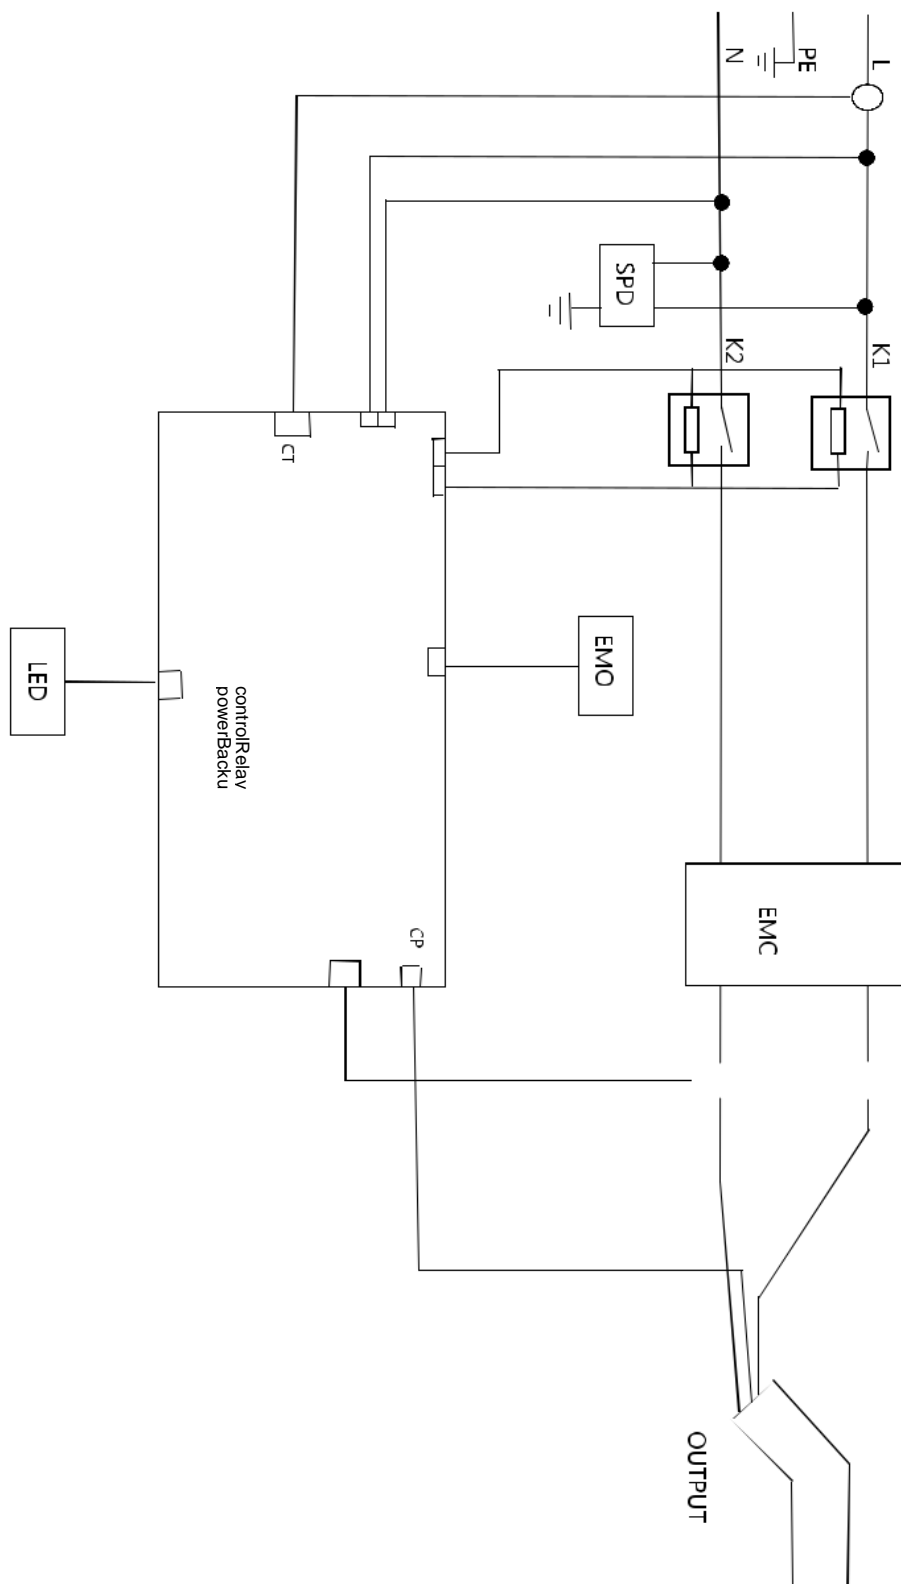 L
PE
N
SPD
K1
K2
CT
EMO
LED
controlRelav
powerBacku
EMC
CP
OUTPUT